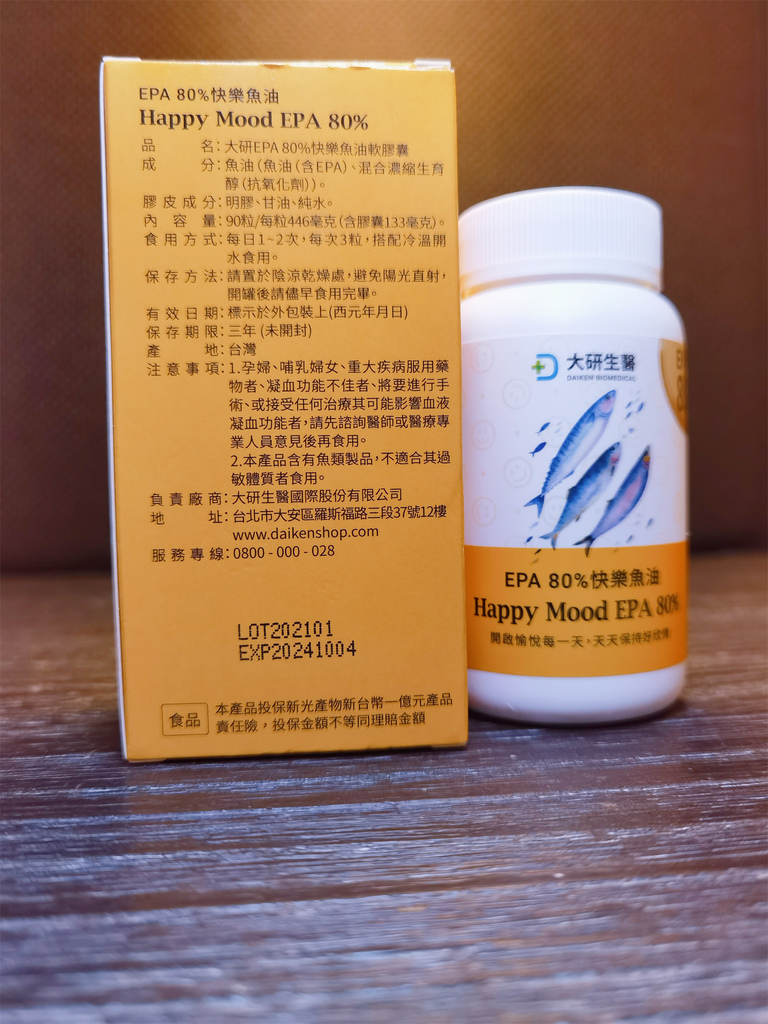 EPA 80%快樂魚油
Happy Mood EPA 80%
品名：大研EPA 80%快樂魚油軟膠囊
成分：魚油（魚油（含EPA）、混合濃縮生育
醇（抗氧化劑））。
膠皮成分：明膠、甘油、純水。
內容量：90粒/每粒446毫克（含膠囊133毫克）。
食用方式：每日1~2次，每次3粒，搭配冷溫開
水食用。
保存方法：請置於陰涼乾燥處，避免陽光直射，
開罐後請儘早食用完畢。
有效日期：標示於外包裝上(西元年月日)
保存期限：三年 (未開封)
產地：台灣
注意事項：1.孕婦、哺乳婦女、重大疾病服用藥
物者、凝血功能不佳者、將要進行手
術、或接受任何治療其可能影響血液
凝血功能者，請先諮詢醫師或醫療專
業人員意見後再食用。
2.本產品含有魚類製品，不適合其過
敏體質者食用。
負責廠商：大研生醫國際股份有限公司
地址：台北市大安區羅斯福路三段37號12樓
www.daikenshop.com
服務專線：0800 - 000 - 028
LOT202101
EXP20241004
食品
本產品投保新光產物新台幣一億元產品
責任險，投保金額不等同理賠金額
大研生醫
DAIKEN BIOMEDICAL
EPA 80%快樂魚油
Happy Mood EPA 80%
開啟愉悅每一天，天天保持好欣情